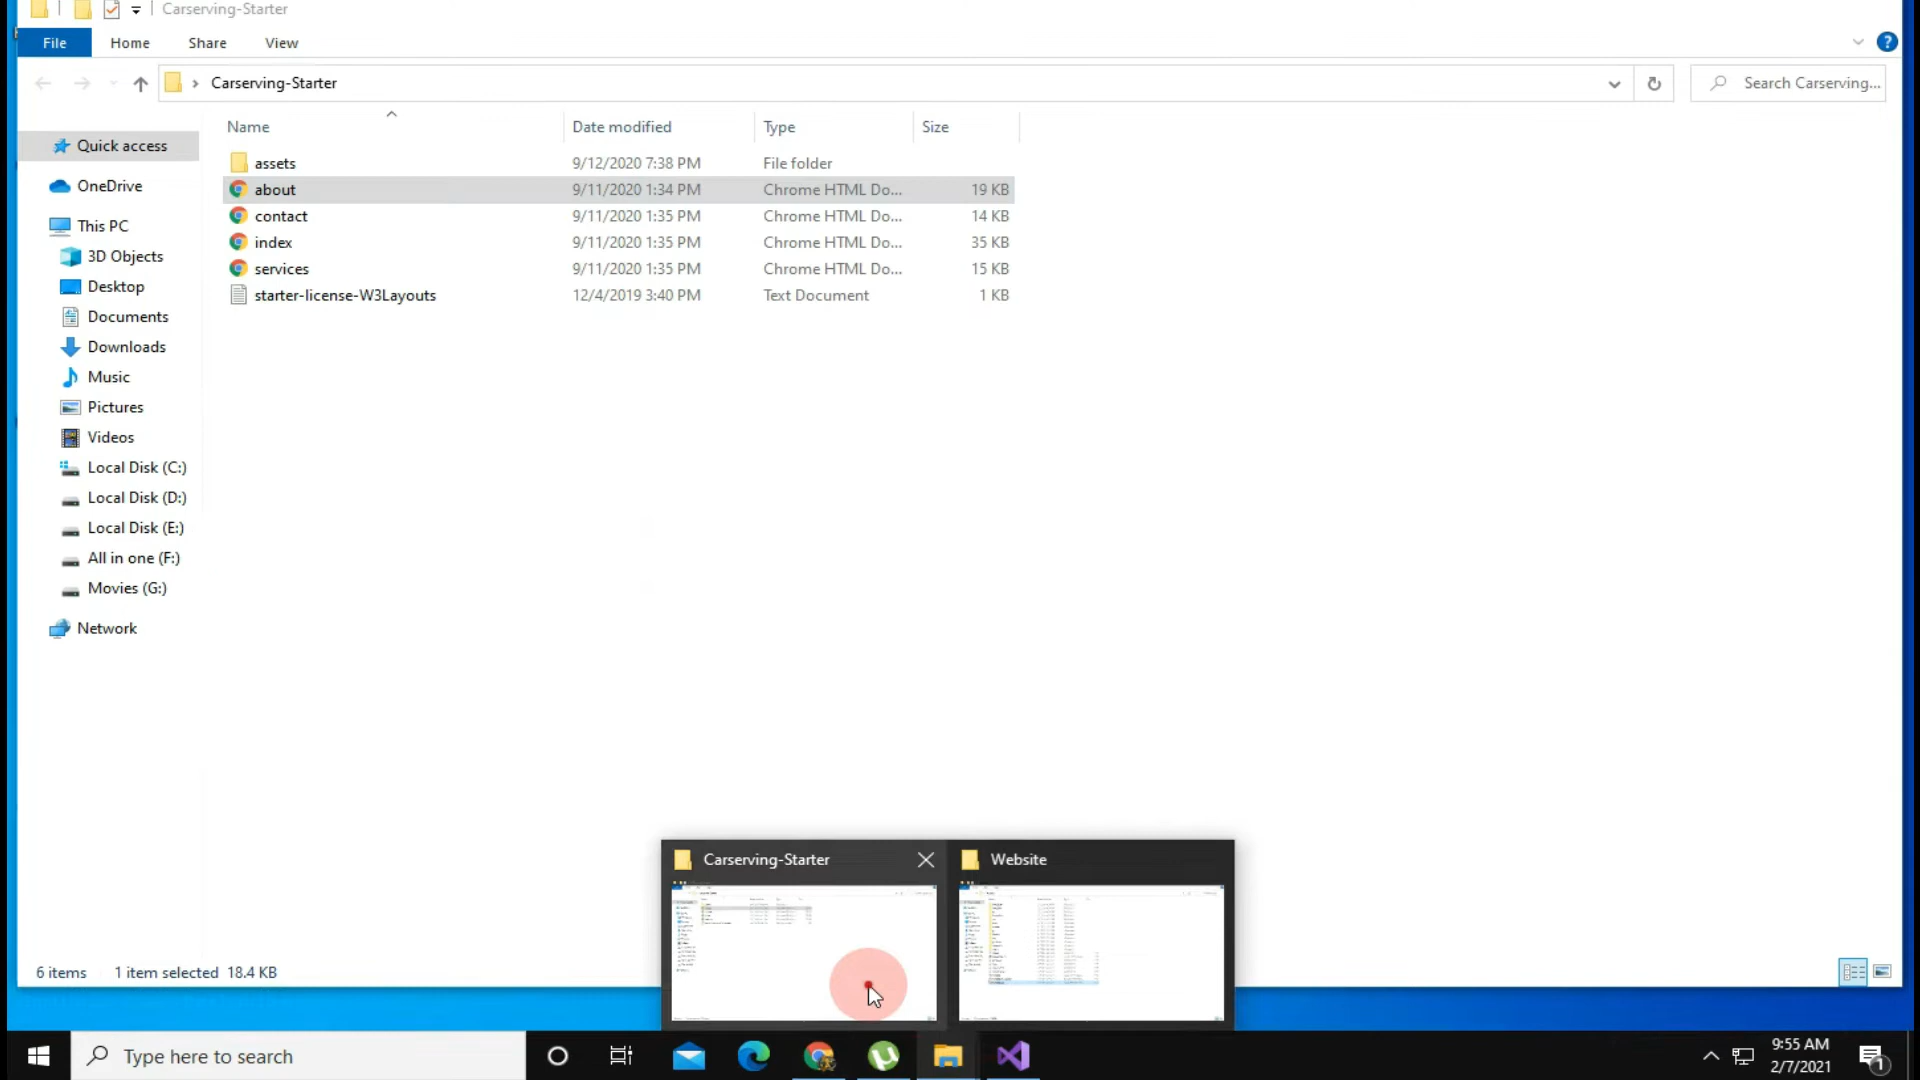 Carserving-Starter
File Home Share View
Carserving-Starter Search Carserving...
Name Date modified Type Size
Quick access
OneDrive
This PC
3D Objects
Desktop
Documents
Downloads
Music
Pictures
Videos
Local Disk (C:)
Local Disk (D:)
Local Disk (E:)
All in one (F:)
Movies (G:)
Network
assets 9/12/2020 7:38 PM File folder
about 9/11/2020 1:34 PM Chrome HTML Do... 19 KB
contact 9/11/2020 1:35 PM Chrome HTML Do... 14 KB
index 9/11/2020 1:35 PM Chrome HTML Do... 35 KB
services 9/11/2020 1:35 PM Chrome HTML Do... 15 KB
starter-license-W3Layouts 12/4/2019 3:40 PM Text Document 1 KB
Carserving-Starter Website
6 items 1 item selected 18.4 KB
Type here to search
9:55 AM
2/7/2021
1